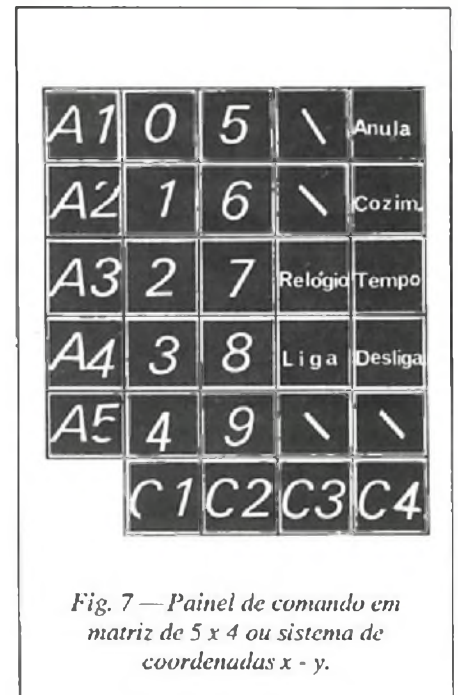 A1 0 5 \ Anula
A2 1 6 \ Cozim.
A3 2 7 Relógio Tempo
A4 3 8 Liga Desliga
A5 4 9 \ \
C1 C2 C3 C4
Fig. 7 — Painel de comando em
matriz de 5 x 4 ou sistema de
coordenadas x - y.